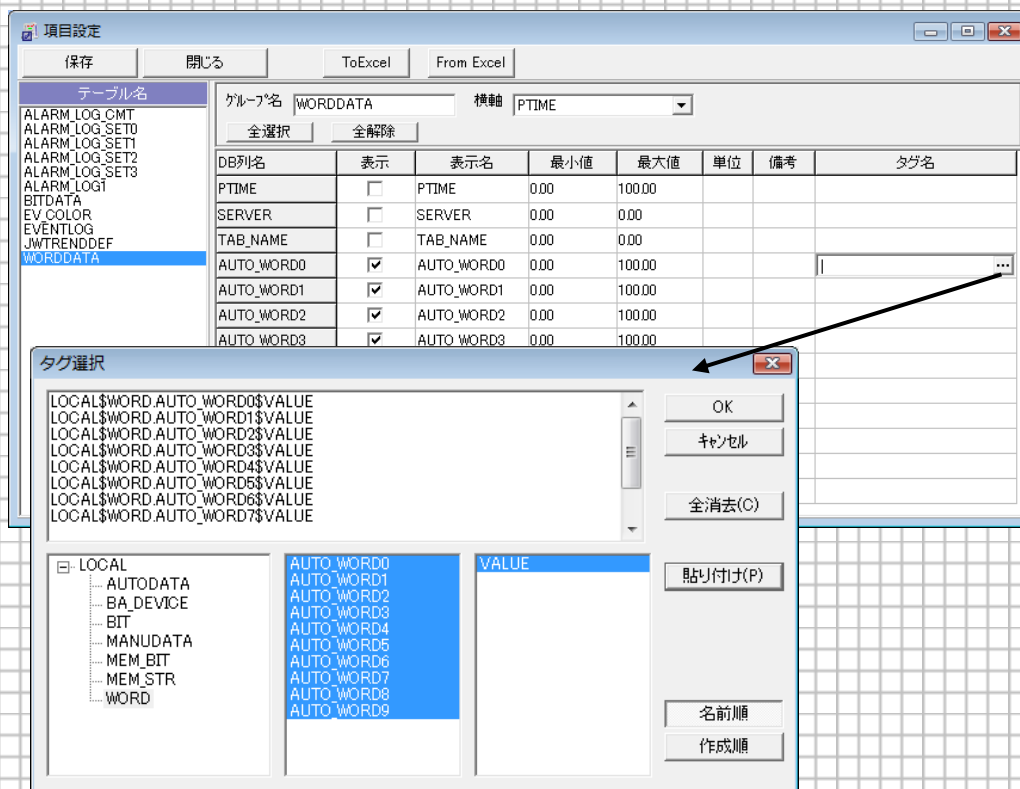 項目設定
保存 閉じる ToExcel From Excel
テーブル名
ALARM_LOG_CMT
ALARM_LOG_SET0
ALARM_LOG_SET1
ALARM_LOG_SET2
ALARM_LOG_SET3
ALARM_LOG1
BITDATA
EV_COLOR
EVENTLOG
JWTRENDDEF
WORDDATA
グループ名 WORDDATA 横軸 PTIME
全選択 全解除
DB列名 表示 表示名 最小値 最大値 単位 備考 タグ名
PTIME PTIME 0.00 100.00
SERVER SERVER 0.00 0.00
TAB_NAME TAB_NAME 0.00 0.00
AUTO_WORD0 AUTO_WORD0 0.00 100.00 ...
AUTO_WORD1 AUTO_WORD1 0.00 100.00
AUTO_WORD2 AUTO_WORD2 0.00 100.00
AUTO_WORD3 AUTO_WORD3 0.00 100.00
タグ選択
LOCAL$WORD.AUTO_WORD0$VALUE
LOCAL$WORD.AUTO_WORD1$VALUE
LOCAL$WORD.AUTO_WORD2$VALUE
LOCAL$WORD.AUTO_WORD3$VALUE
LOCAL$WORD.AUTO_WORD4$VALUE
LOCAL$WORD.AUTO_WORD5$VALUE
LOCAL$WORD.AUTO_WORD6$VALUE
LOCAL$WORD.AUTO_WORD7$VALUE
OK
キャンセル
全消去(C)
貼り付け(P)
名前順
作成順
LOCAL
AUTODATA
BA_DEVICE
BIT
MANUDATA
MEM_BIT
MEM_STR
WORD
AUTO_WORD0
AUTO_WORD1
AUTO_WORD2
AUTO_WORD3
AUTO_WORD4
AUTO_WORD5
AUTO_WORD6
AUTO_WORD7
AUTO_WORD8
AUTO_WORD9
VALUE